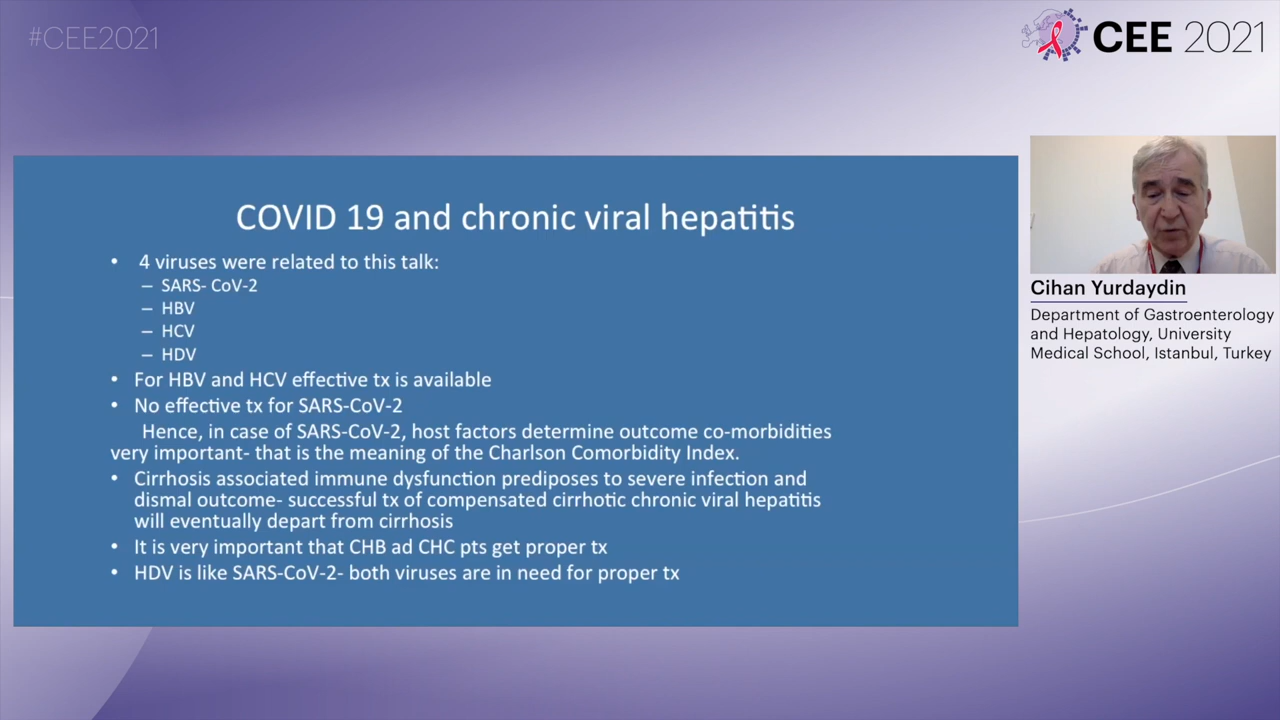 #CEE2021
CEE 2021
COVID 19 and chronic viral hepatitis
• 4 viruses were related to this talk:
– SARS- CoV-2
– HBV
– HCV
– HDV
• For HBV and HCV effective tx is available
• No effective tx for SARS-CoV-2
Hence, in case of SARS-CoV-2, host factors determine outcome co-morbidities
very important- that is the meaning of the Charlson Comorbidity Index.
• Cirrhosis associated immune dysfunction prediposes to severe infection and
dismal outcome- successful tx of compensated cirrhotic chronic viral hepatitis
will eventually depart from cirrhosis
• It is very important that CHB ad CHC pts get proper tx
• HDV is like SARS-CoV-2- both viruses are in need for proper tx
Cihan Yurdaydin
Department of Gastroenterology
and Hepatology, University
Medical School, Istanbul, Turkey